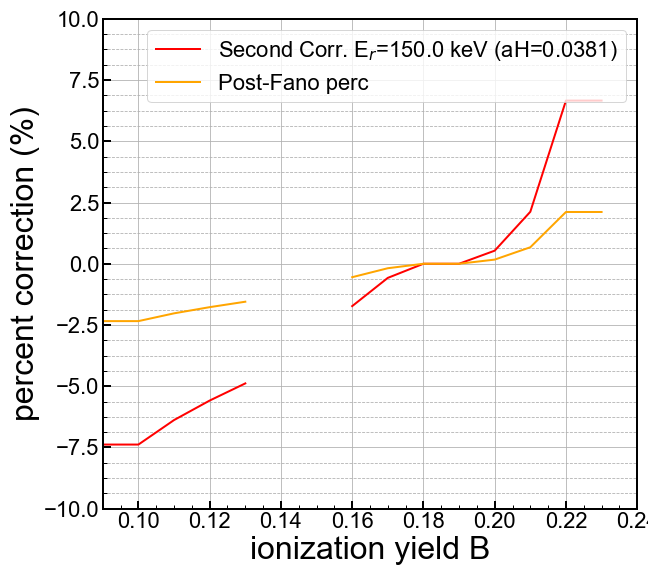 Second Corr. E_r=150.0 keV (aH=0.0381)
Post-Fano perc
percent correction (%)
10.0
7.5
5.0
2.5
0.0
−2.5
−5.0
−7.5
−10.0
0.10 0.12 0.14 0.16 0.18 0.20 0.22 0.24
ionization yield B